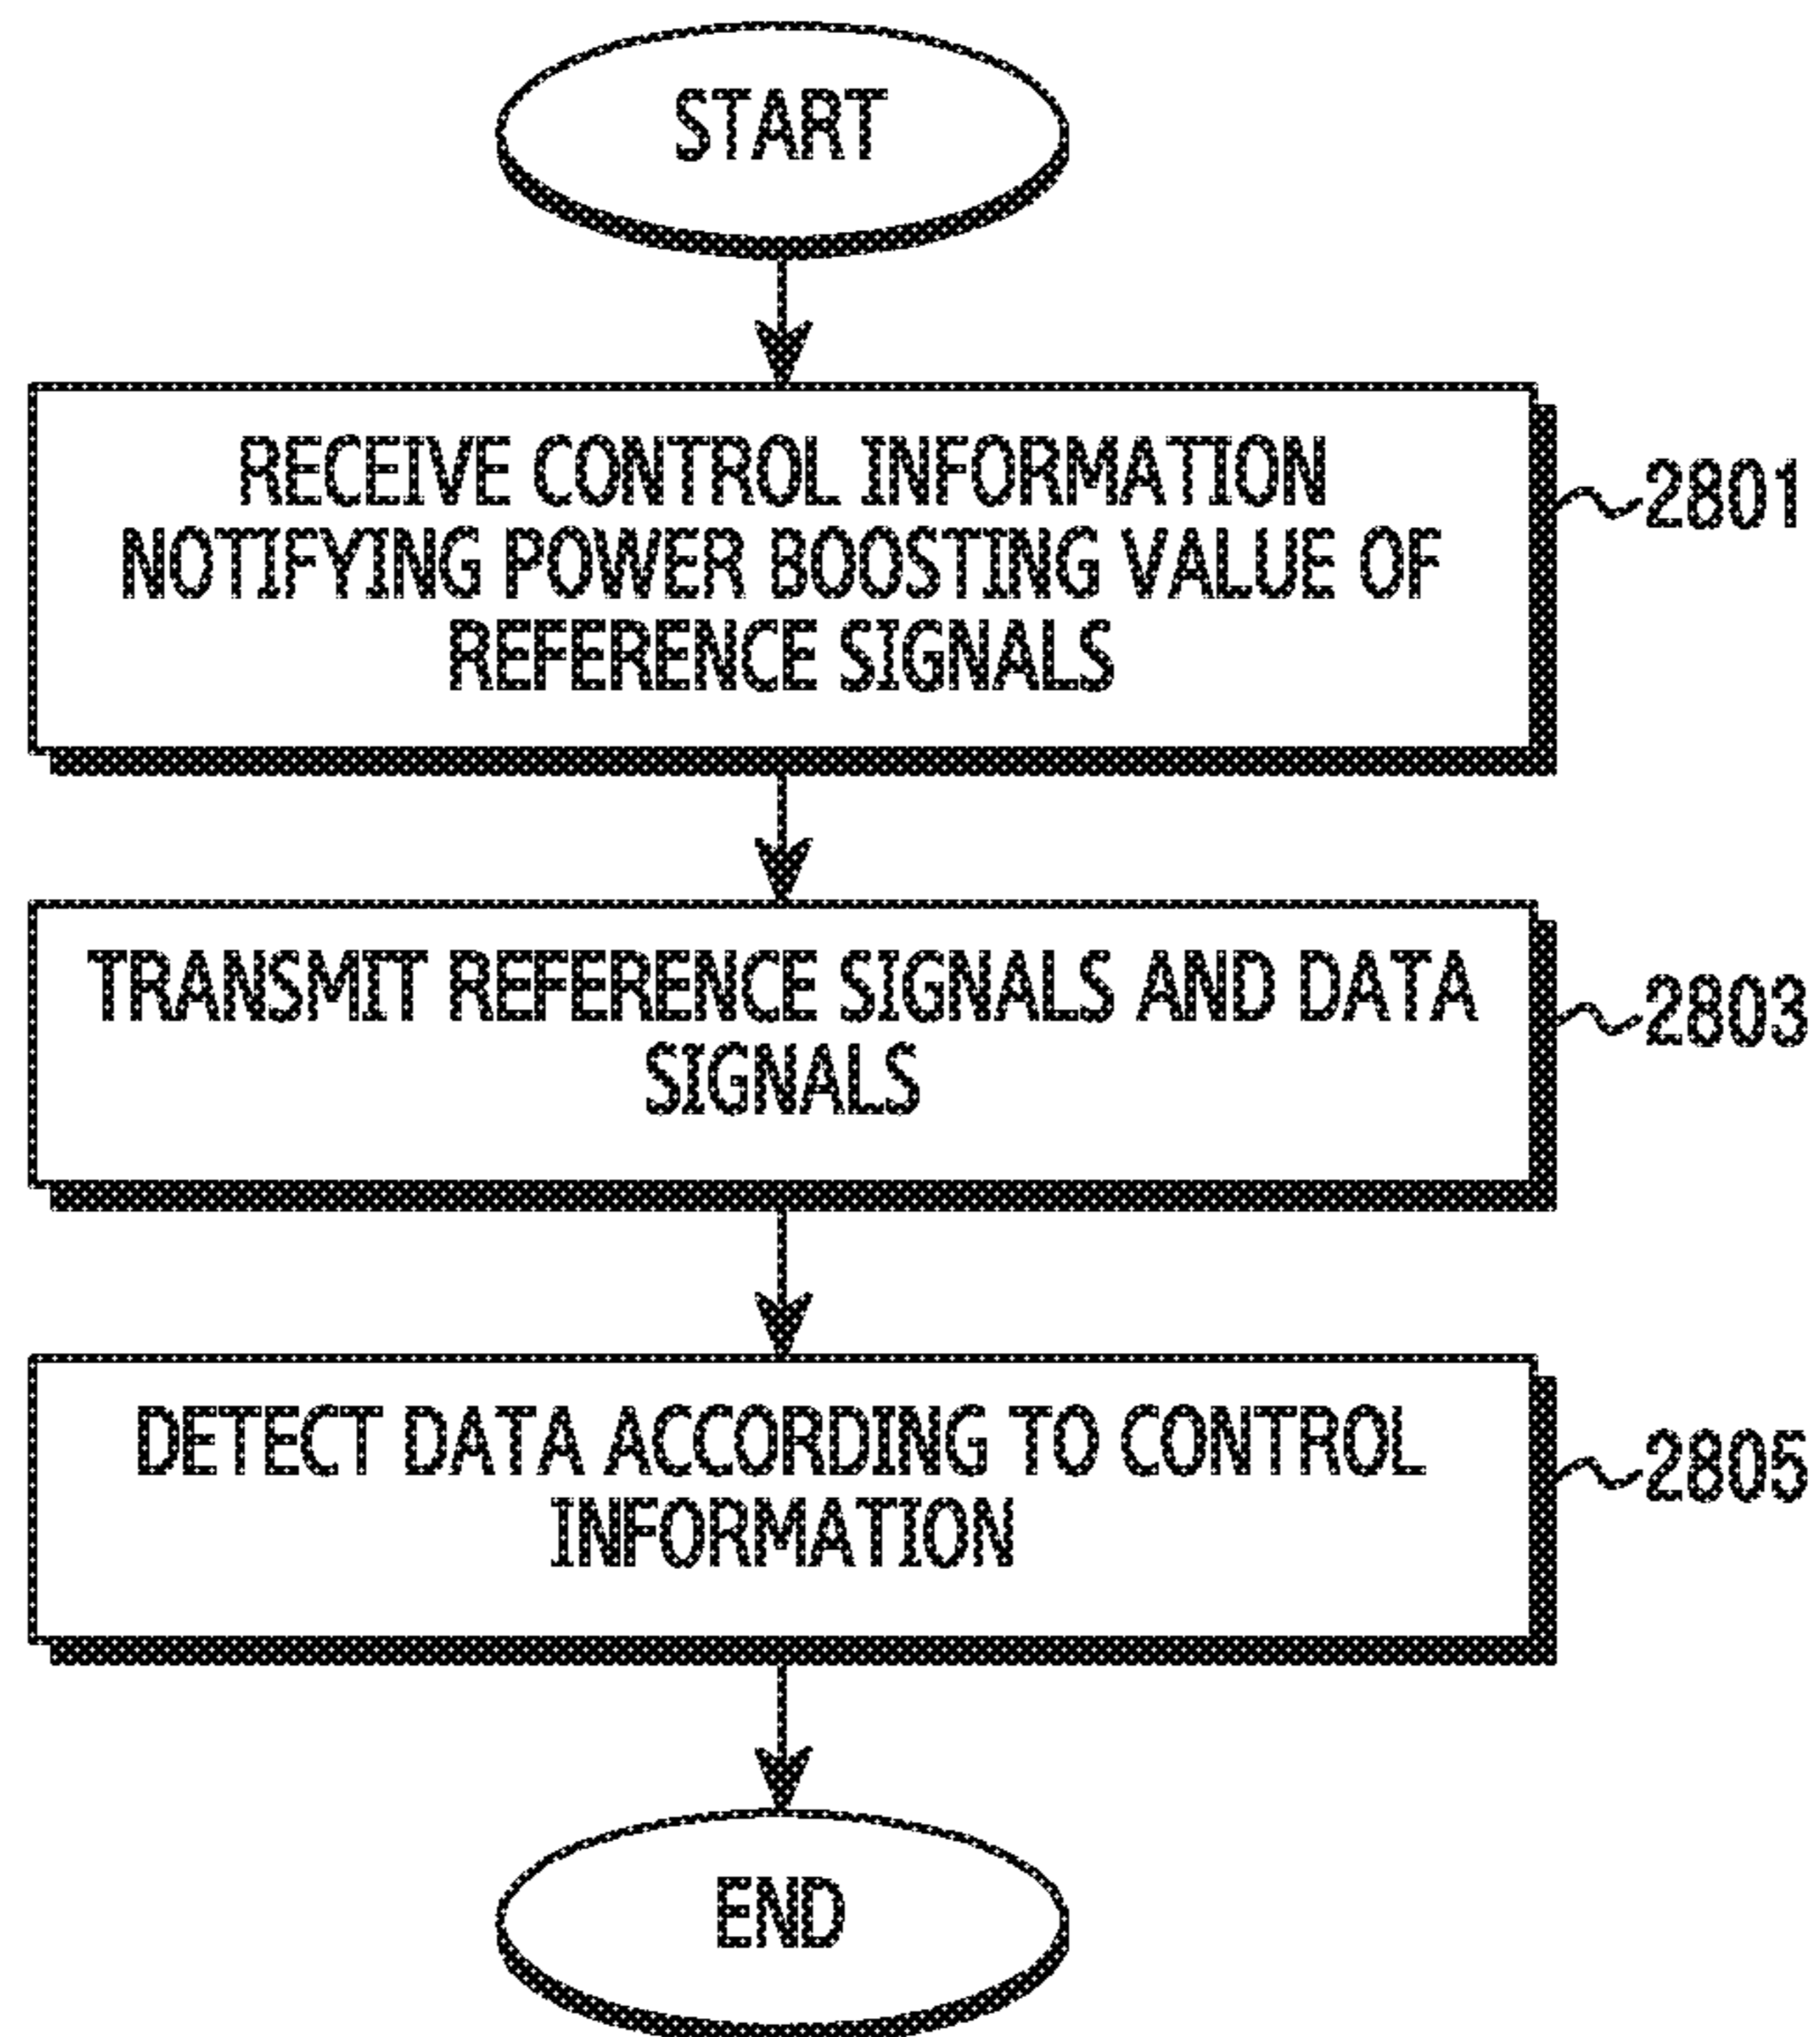 START
RECEIVE CONTROL INFORMATION
NOTIFYING POWER BOOSTING VALUE OF
REFERENCE SIGNALS
2801
TRANSMIT REFERENCE SIGNALS AND DATA
SIGNALS
2803
DETECT DATA ACCORDING TO CONTROL
INFORMATION
2805
END